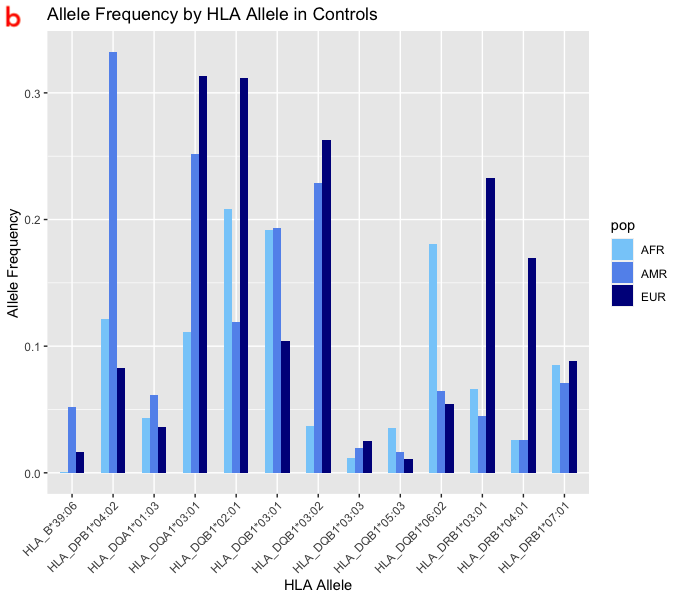 b
Allele Frequency by HLA Allele in Controls
Allele Frequency
0.3
0.2
0.1
0.0
HLA_B*39:06
HLA_DPB1*04:02
HLA_DQA1*01:03
HLA_DQA1*03:01
HLA_DQB1*02:01
HLA_DQB1*03:01
HLA_DQB1*03:02
HLA_DQB1*03:03
HLA_DQB1*05:03
HLA_DQB1*06:02
HLA_DRB1*03:01
HLA_DRB1*04:01
HLA_DRB1*07:01
HLA Allele
pop
AFR
AMR
EUR